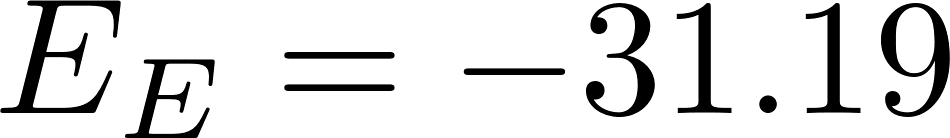 $E_E = -31.19$